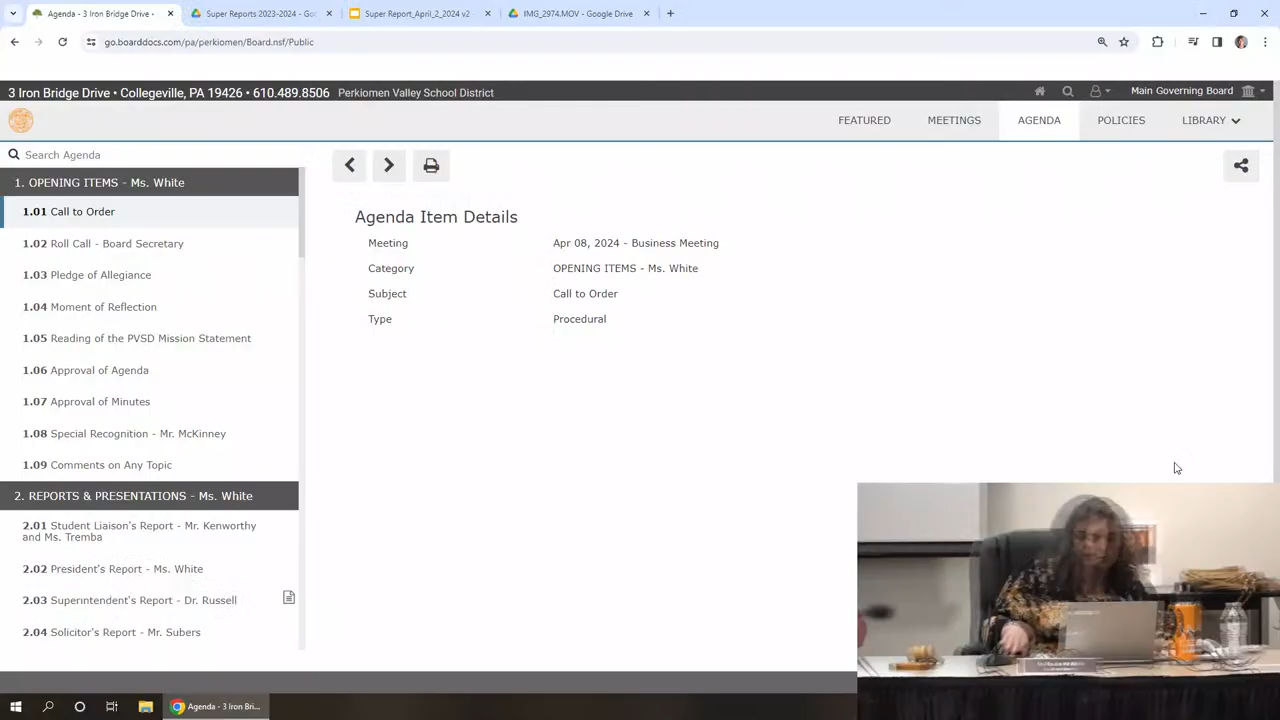 Agenda - 3 Iron Bridge Drive •
Super Reports 2023-2024 - Goo
Super Report_April_2_2024 v2
IMG_2974.MOV - Google Drive
go.boarddocs.com/pa/perkiomen/Board.nsf/Public
3 Iron Bridge Drive • Collegeville, PA 19426 • 610.489.8506 Perkiomen Valley School District
Main Governing Board
FEATURED
MEETINGS
AGENDA
POLICIES
LIBRARY
Search Agenda
1. OPENING ITEMS - Ms. White
1.01 Call to Order
1.02 Roll Call - Board Secretary
1.03 Pledge of Allegiance
1.04 Moment of Reflection
1.05 Reading of the PVSD Mission Statement
1.06 Approval of Agenda
1.07 Approval of Minutes
1.08 Special Recognition - Mr. McKinney
1.09 Comments on Any Topic
2. REPORTS & PRESENTATIONS - Ms. White
2.01 Student Liaison's Report - Mr. Kenworthy
and Ms. Tremba
2.02 President's Report - Ms. White
2.03 Superintendent's Report - Dr. Russell
2.04 Solicitor's Report - Mr. Subers
Agenda Item Details
Meeting Apr 08, 2024 - Business Meeting
Category OPENING ITEMS - Ms. White
Subject Call to Order
Type Procedural
Agenda - 3 Iron Bri...